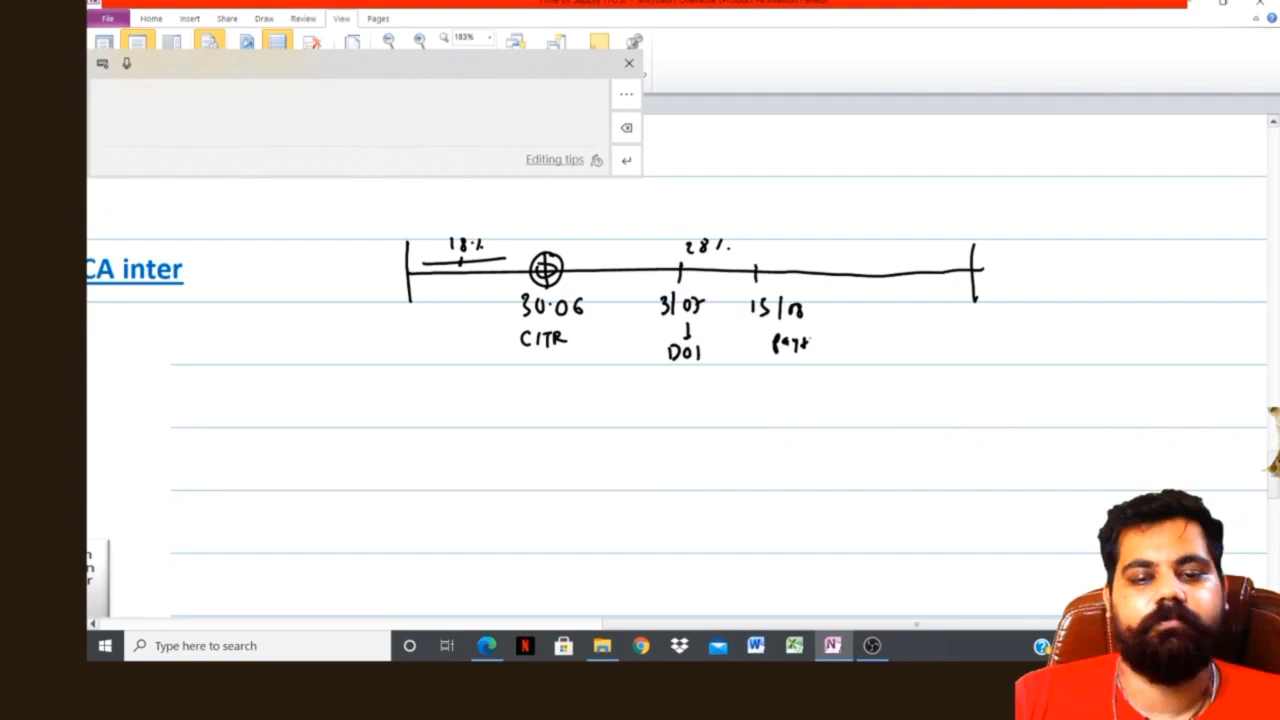 File Home Insert Share Draw Review View Pages
183%
Editing tips
CA inter
18% 28%.
30.06 3/07 15/08
CITR DOI Payt
n
n
r
Type here to search